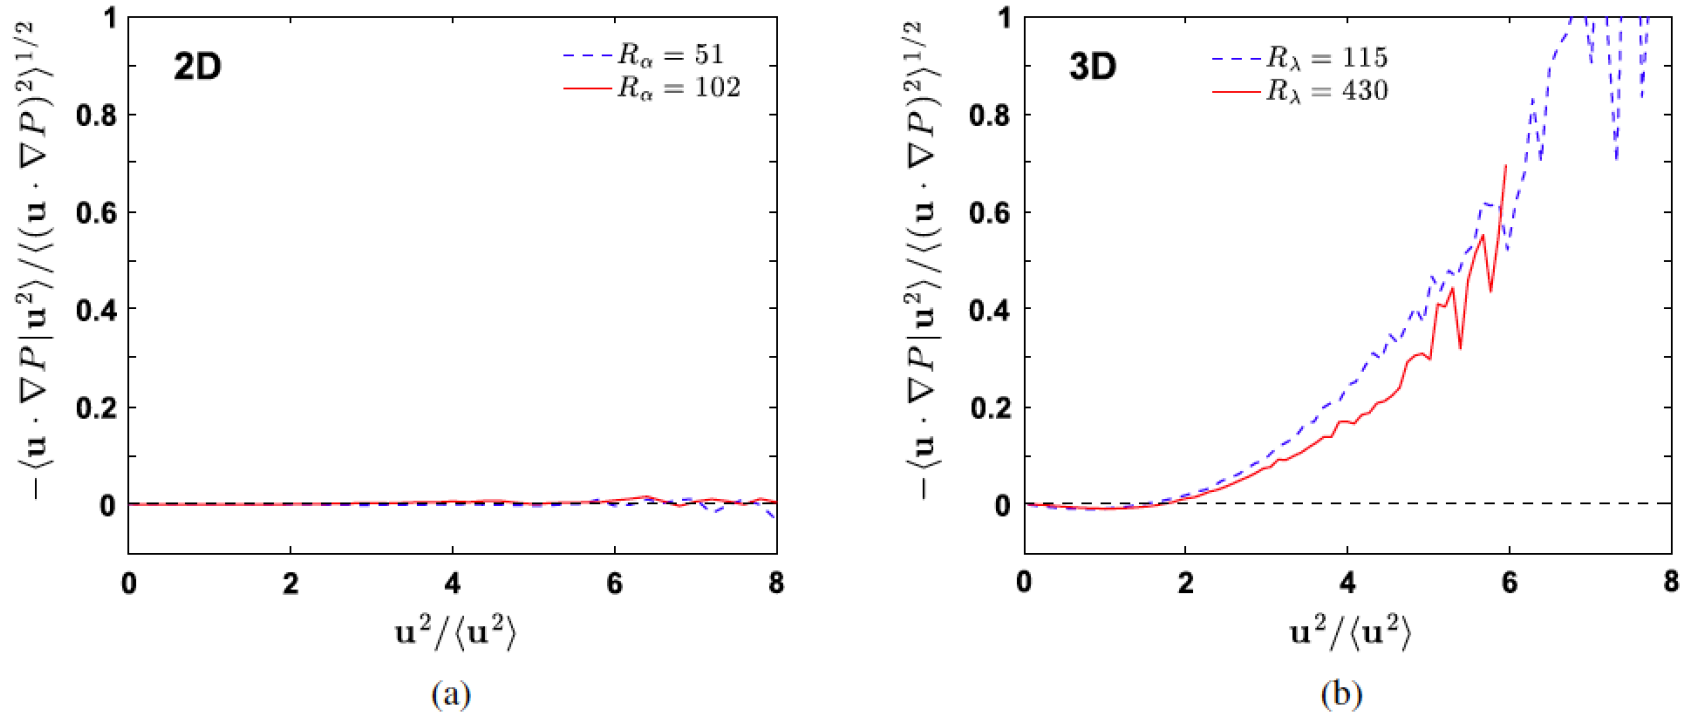 2D
R_α = 51
R_α = 102
−⟨u · ∇P|u²⟩/⟨(u · ∇P)²⟩^{1/2}
1
0.8
0.6
0.4
0.2
0
0 2 4 6 8
u²/⟨u²⟩
(a)
3D
R_λ = 115
R_λ = 430
−⟨u · ∇P|u²⟩/⟨(u · ∇P)²⟩^{1/2}
1
0.8
0.6
0.4
0.2
0
0 2 4 6 8
u²/⟨u²⟩
(b)